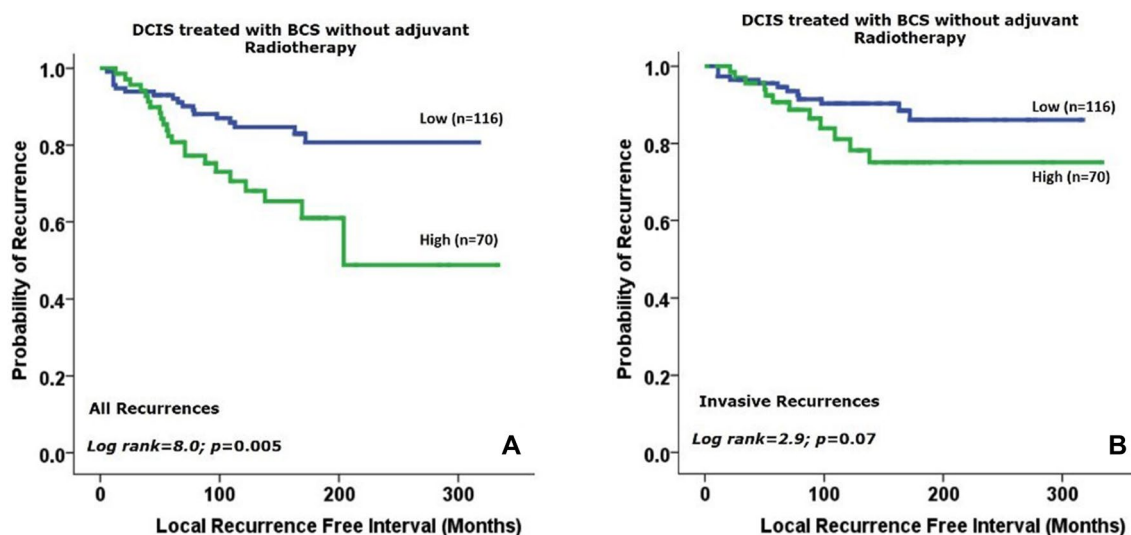 DCIS treated with BCS without adjuvant
Radiotherapy
Probability of Recurrence
1.0
0.8
0.6
0.4
0.2
0.0
Low (n=116)
High (n=70)
All Recurrences
Log rank=8.0; p=0.005
A
0
100
200
300
Local Recurrence Free Interval (Months)
DCIS treated with BCS without adjuvant
Radiotherapy
Probability of Recurrence
1.0
0.8
0.6
0.4
0.2
0.0
Low (n=116)
High (n=70)
Invasive Recurrences
Log rank=2.9; p=0.07
B
0
100
200
300
Local Recurrence Free Interval (Months)